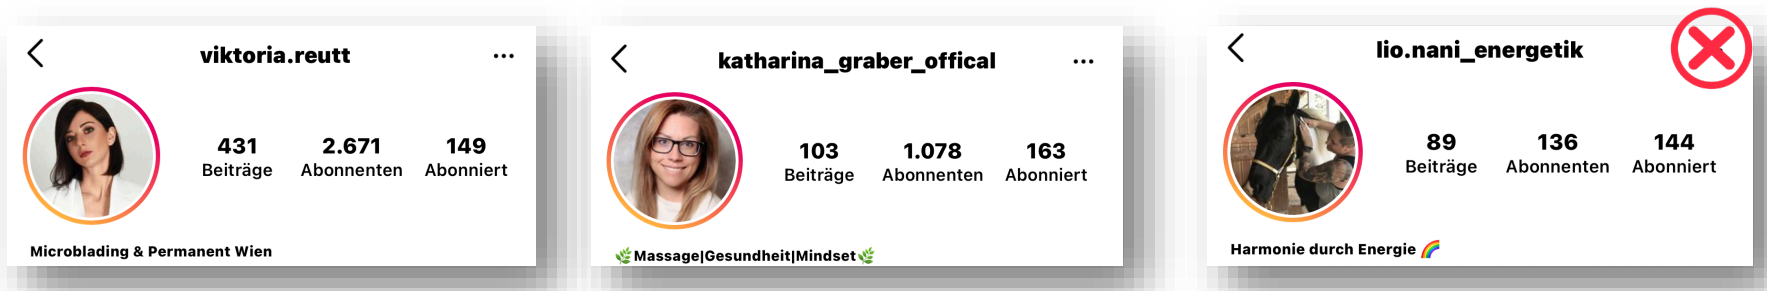 viktoria.reutt
431 2.671 149
Beiträge Abonnenten Abonniert
Microblading & Permanent Wien
katharina_graber_offical
103 1.078 163
Beiträge Abonnenten Abonniert
🌿Massage|Gesundheit|Mindset🌿
lio.nani_energetik
89 136 144
Beiträge Abonnenten Abonniert
Harmonie durch Energie 🌈